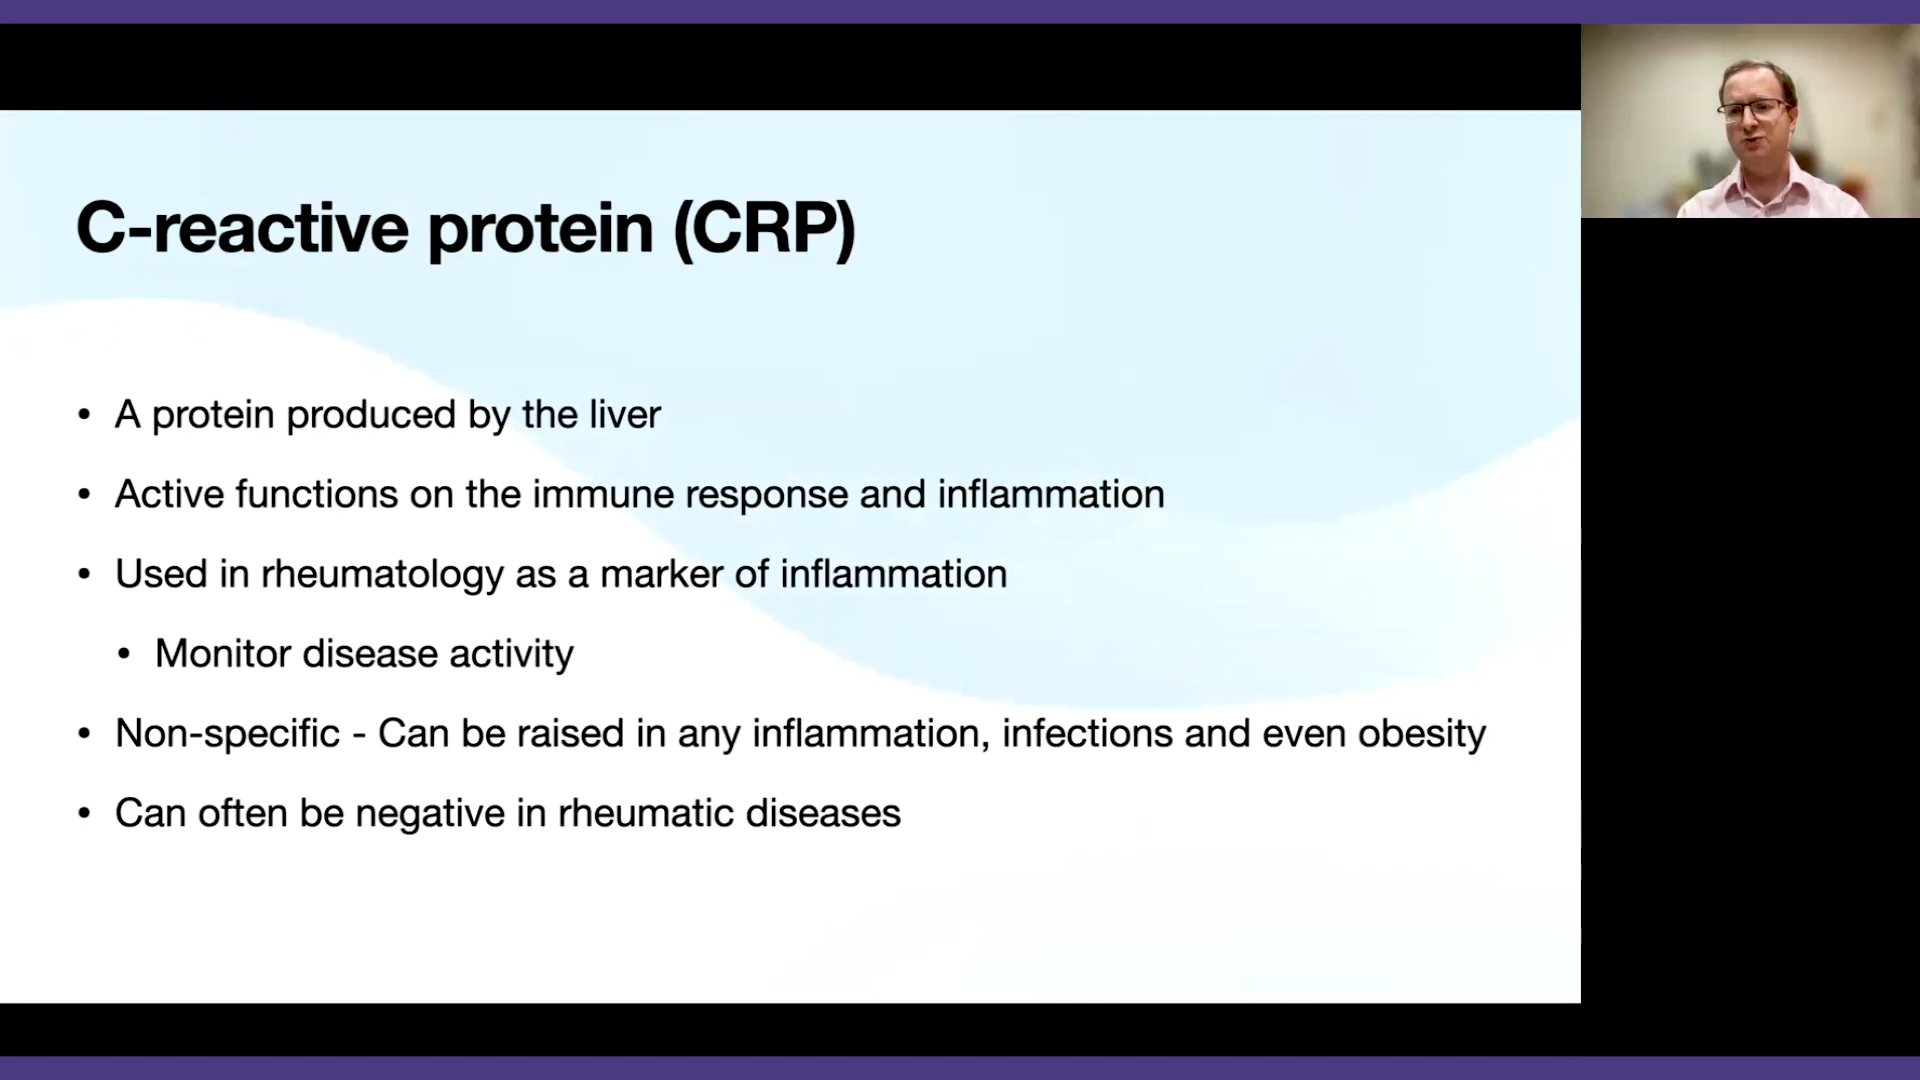 C-reactive protein (CRP)
• A protein produced by the liver
• Active functions on the immune response and inflammation
• Used in rheumatology as a marker of inflammation
• Monitor disease activity
• Non-specific - Can be raised in any inflammation, infections and even obesity
• Can often be negative in rheumatic diseases